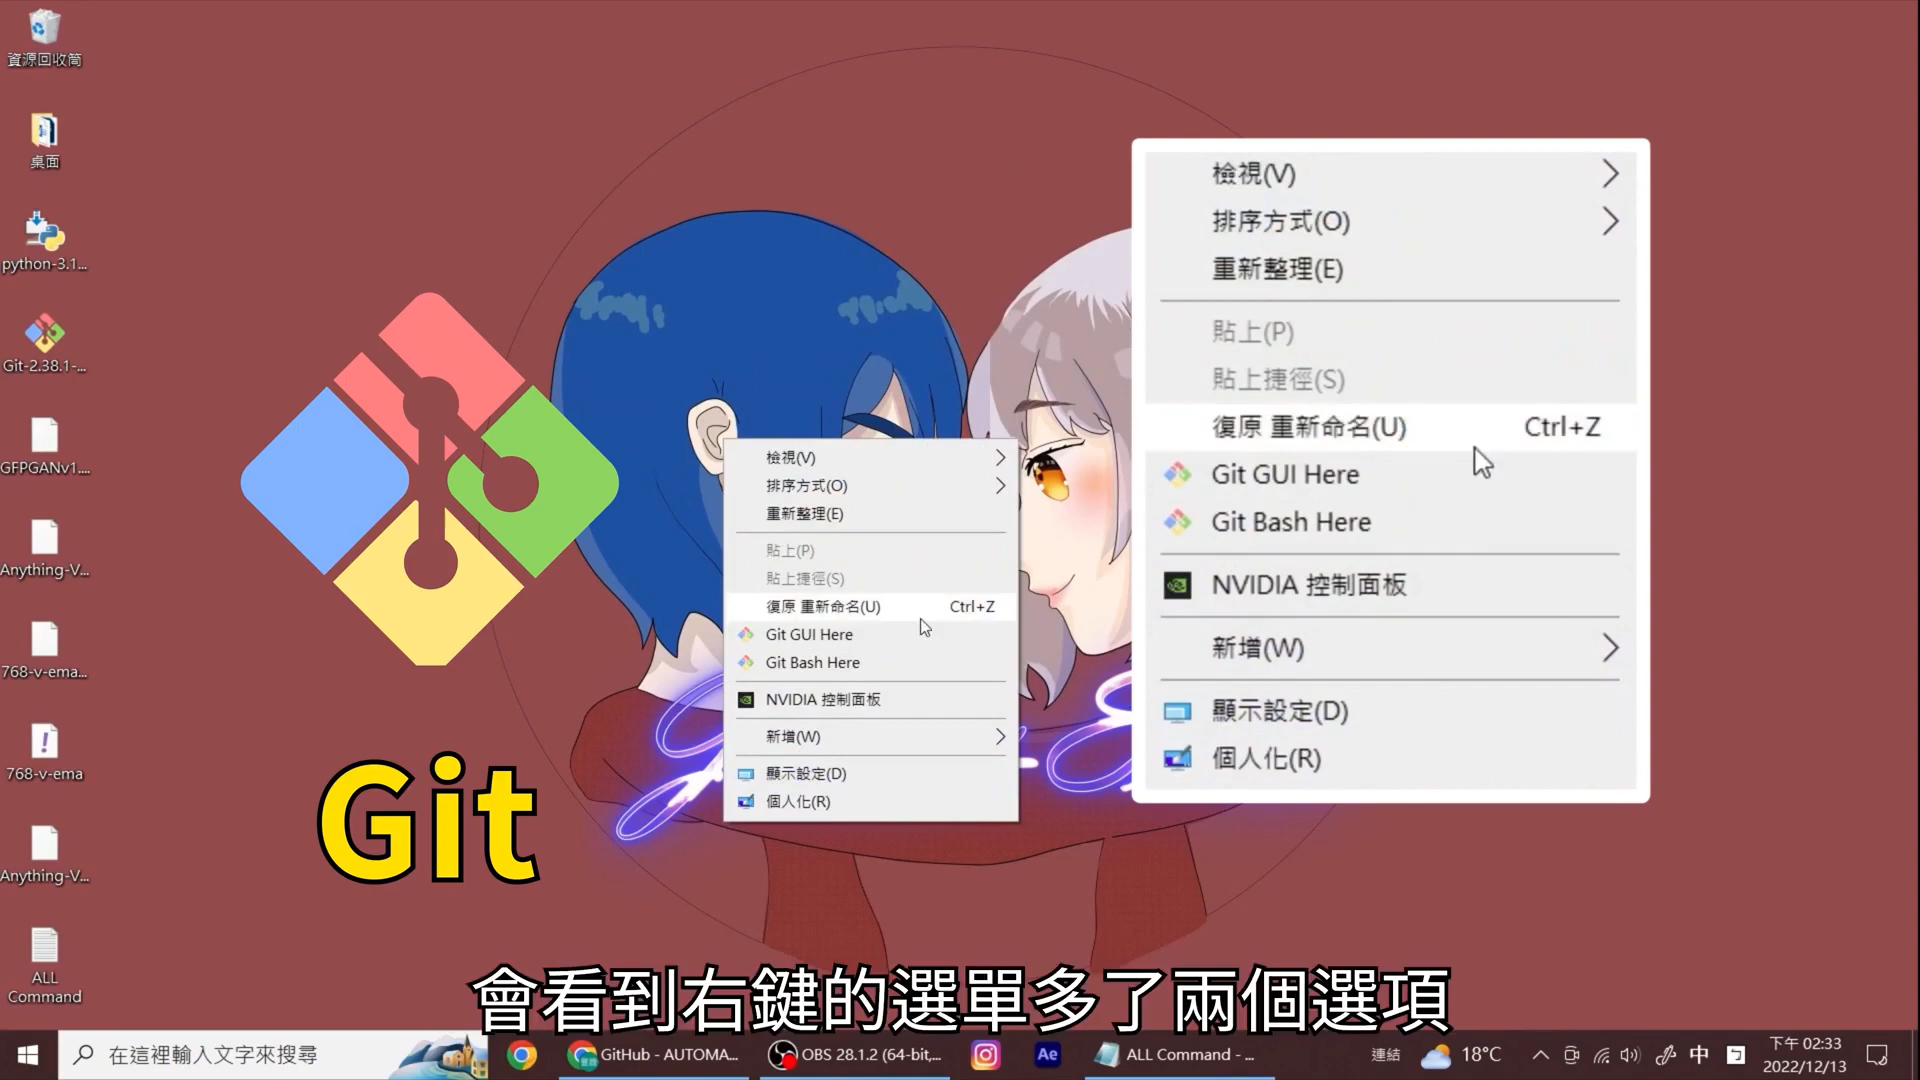 資源回收筒
桌面
python-3.1...
Git-2.38.1-...
GFPGANv1....
Anything-V...
768-v-ema...
768-v-ema
Anything-V...
ALL
Command
Git
檢視(V)
排序方式(O)
重新整理(E)
貼上(P)
貼上捷徑(S)
復原 重新命名(U) Ctrl+Z
Git GUI Here
Git Bash Here
NVIDIA 控制面板
新增(W)
顯示設定(D)
個人化(R)
檢視(V)
排序方式(O)
重新整理(E)
貼上(P)
貼上捷徑(S)
復原 重新命名(U) Ctrl+Z
Git GUI Here
Git Bash Here
NVIDIA 控制面板
新增(W)
顯示設定(D)
個人化(R)
會看到右鍵的選單多了兩個選項
在這裡輸入文字來搜尋
GitHub - AUTOMA...
OBS 28.1.2 (64-bit,...
Ae
ALL Command - ...
連結
18°C
中
下午 02:33
2022/12/13